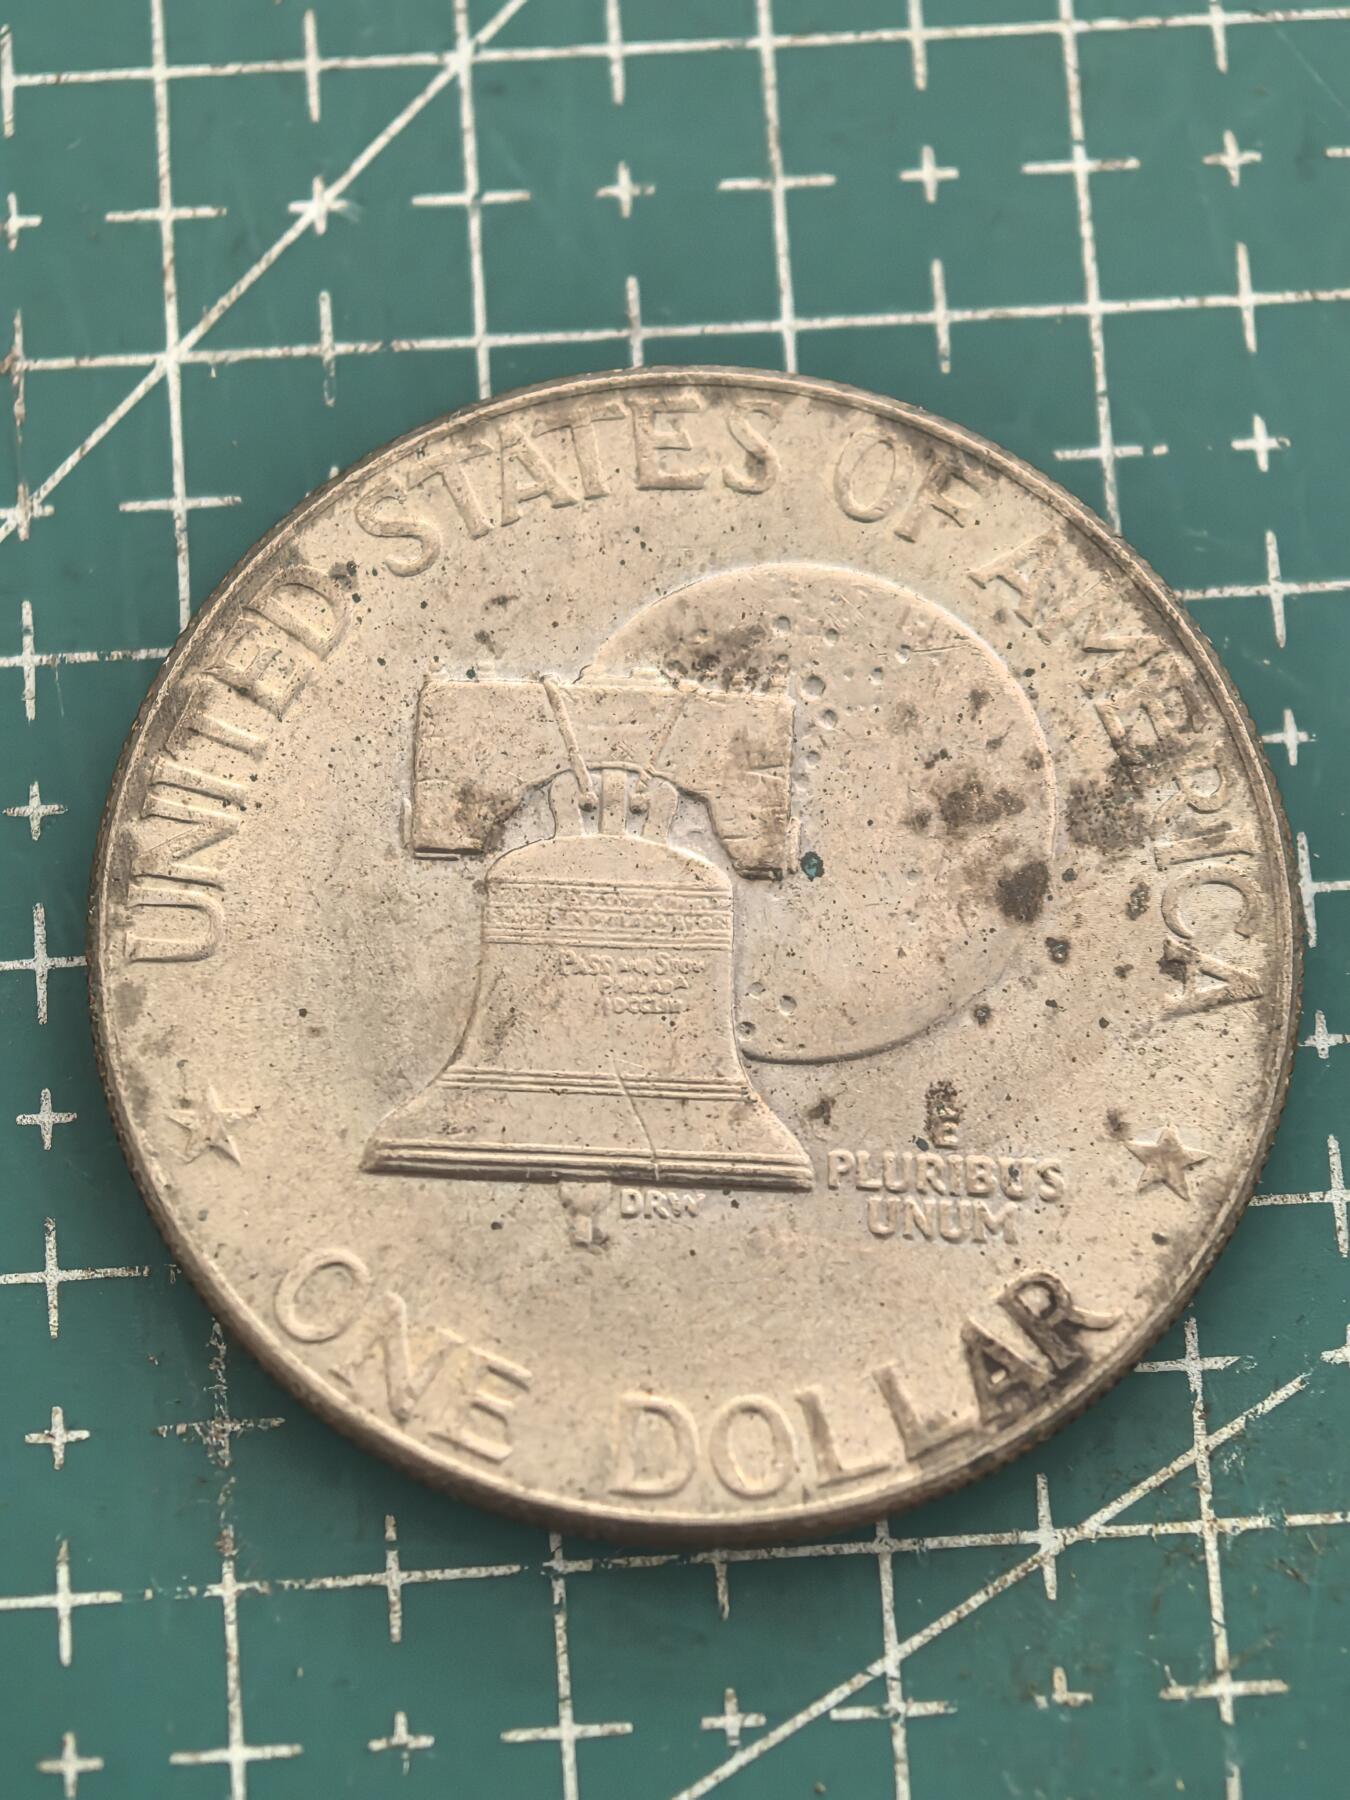 UNITED STATES OF AMERICA
PASS AND STOW
PHILADA
MDCCLIII
DRW
E
PLURIBUS
UNUM
ONE DOLLAR